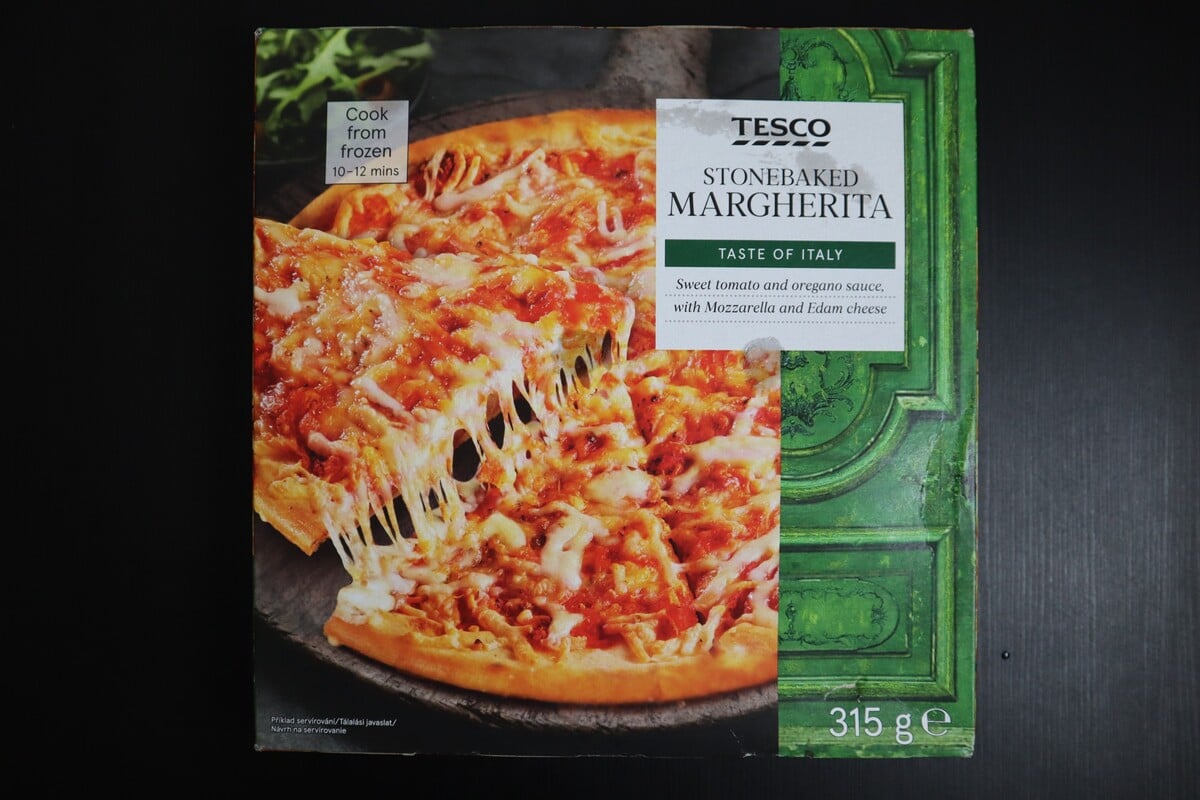 Cook
from
frozen
10-12 mins
TESCO
STONEBAKED
MARGHERITA
TASTE OF ITALY
Sweet tomato and oregano sauce,
with Mozzarella and Edam cheese
Příklad servírování/Tálalási javaslat/
Návrh na servírovanie
315 g ℮